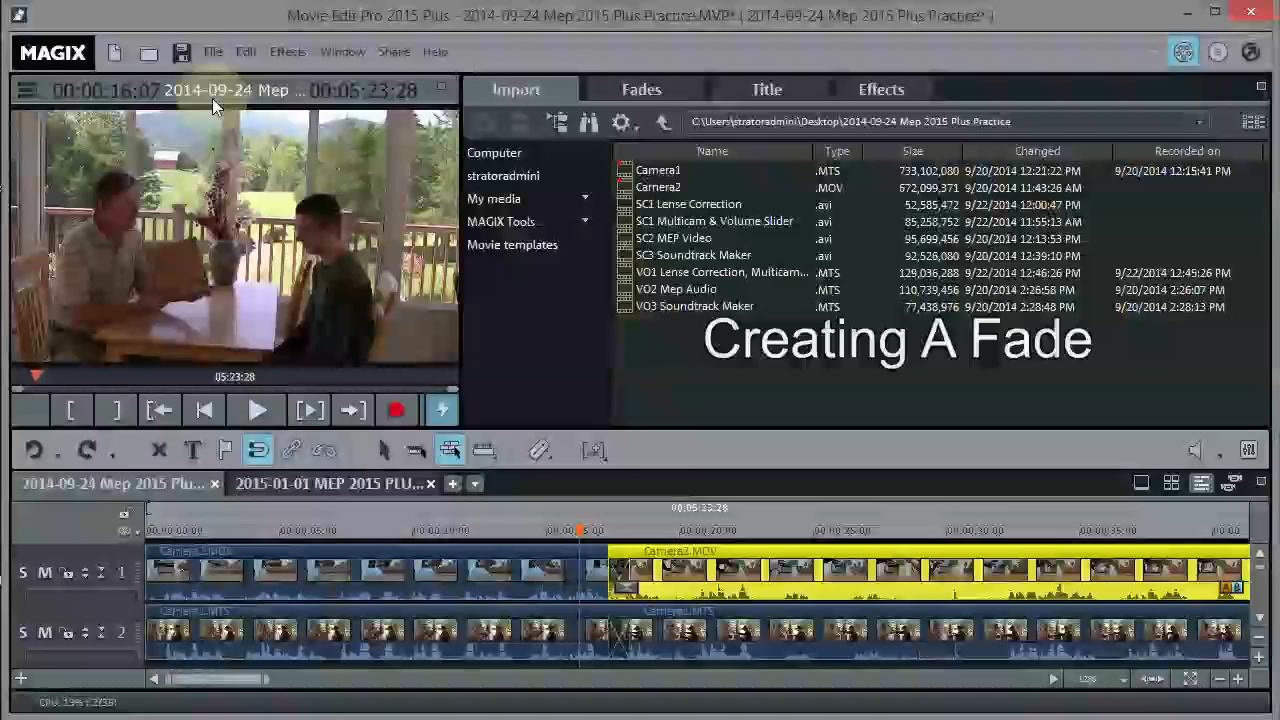 Movie Edit Pro 2015 Plus - 2014-09-24 Mep 2015 Plus Practice.MVP* ( 2014-09-24 Mep 2015 Plus Practice* )
MAGIX File Edit Effects Window Share Help
00:00:16:07 2014-09-24 Mep ... 00:05:23:28
Import Fades Title Effects
C:\Users\stratoradmini\Desktop\2014-09-24 Mep 2015 Plus Practice
Computer
stratoradmini
My media
MAGIX Tools
Movie templates
Name Type Size Changed Recorded on
Camera1 .MTS 733,102,080 9/20/2014 12:21:22 PM 9/20/2014 12:15:41 PM
Camera2 .MOV 672,099,371 9/20/2014 11:43:26 AM
SC1 Lense Correction .avi 52,585,472 9/22/2014 12:00:47 PM
SC1 Multicam & Volume Slider .avi 85,258,752 9/22/2014 11:55:13 AM
SC2 MEP Video .avi 95,699,456 9/20/2014 12:13:53 PM
SC3 Soundtrack Maker .avi 92,526,080 9/20/2014 12:39:10 PM
VO1 Lense Correction, Multicam... .MTS 129,036,288 9/22/2014 12:46:26 PM 9/22/2014 12:45:26 PM
VO2 Mep Audio .MTS 110,739,456 9/20/2014 2:26:58 PM 9/20/2014 2:26:07 PM
VO3 Soundtrack Maker .MTS 77,438,976 9/20/2014 2:28:48 PM 9/20/2014 2:28:13 PM
Creating A Fade
05:23:28
2014-09-24 Mep 2015 Plu... 2015-01-01 MEP 2015 PLU...
00:05:23:28
S M 1
Camera2.MOV
S M 2
Camera1.MTS
12%